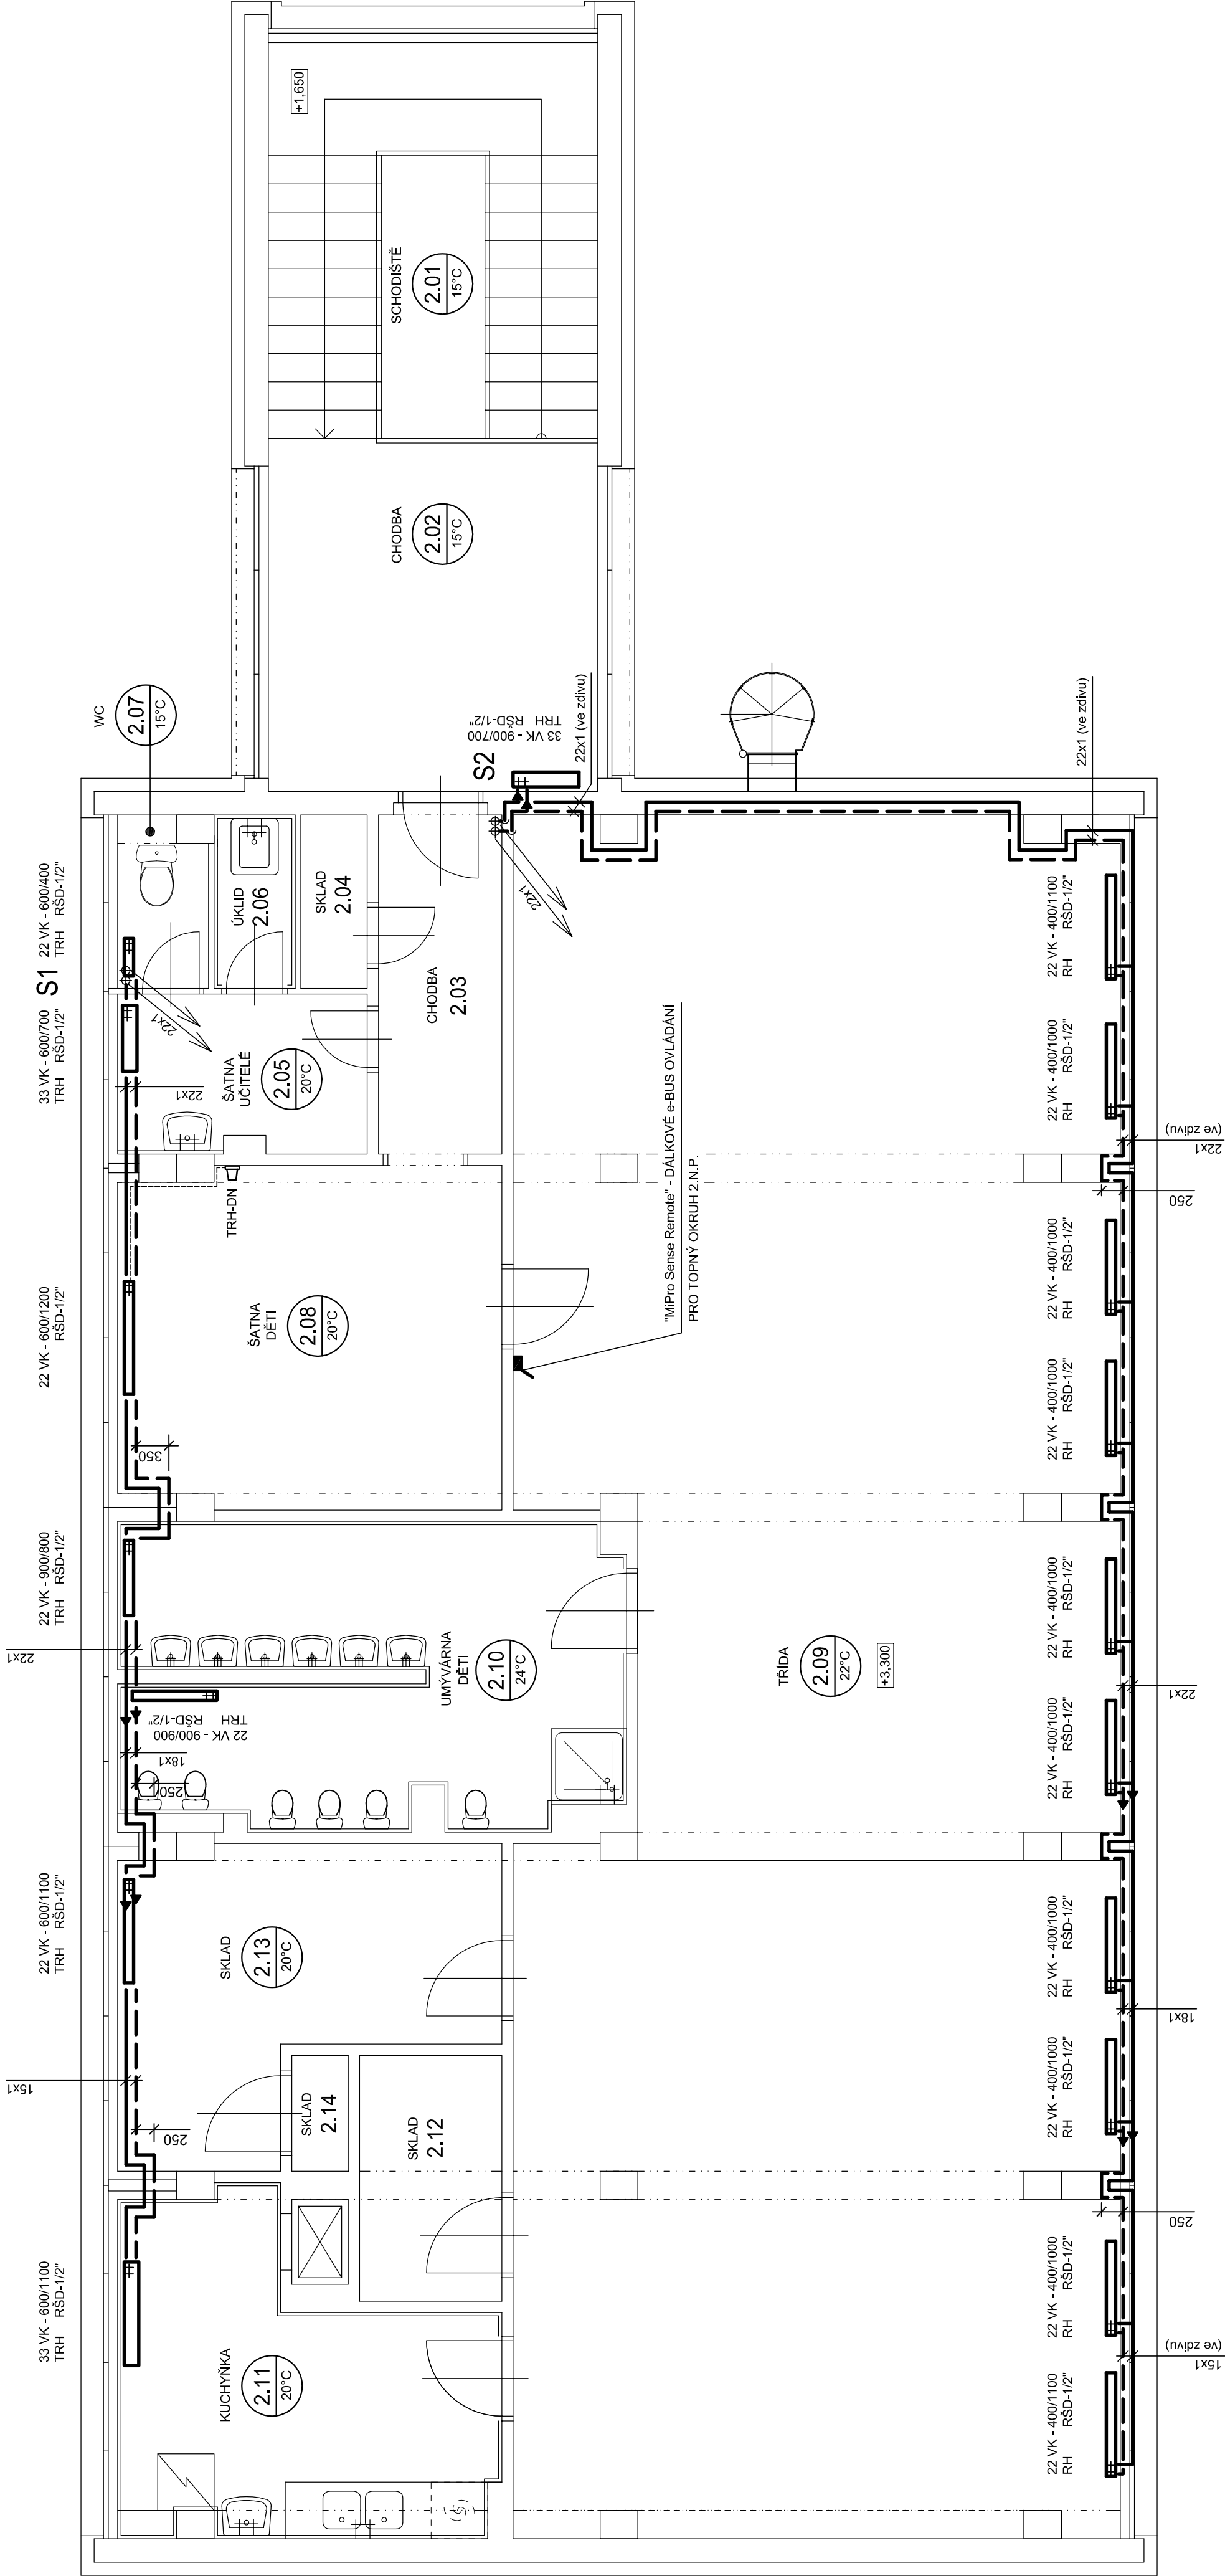 +1,650
SCHODIŠTĚ
2.01
15°C
CHODBA
2.02
15°C
WC
2.07
15°C
S2
33 VK - 900/700
TRH RŠD-1/2"
22x1 (ve zdivu)
22x1 (ve zdivu)
22x1
S1
22 VK - 600/400
TRH RŠD-1/2"
33 VK - 600/700
TRH RŠD-1/2"
22x1
22x1
ÚKLID
2.06
SKLAD
2.04
CHODBA
2.03
ŠATNA
UČITELÉ
2.05
20°C
TRH-DN
22 VK - 600/1200
RŠD-1/2"
ŠATNA
DĚTI
2.08
20°C
350
"MiPro Sense Remote" - DÁLKOVÉ e-BUS OVLÁDÁNÍ
PRO TOPNÝ OKRUH 2.N.P.
22 VK - 400/1100
RH RŠD-1/2"
22 VK - 400/1000
RH RŠD-1/2"
22x1
(ve zdivu)
250
22 VK - 400/1000
RH RŠD-1/2"
22 VK - 400/1000
RH RŠD-1/2"
22 VK - 900/800
TRH RŠD-1/2"
22x1
22 VK - 900/900
TRH RŠD-1/2"
18x1
250
UMÝVÁRNA
DĚTI
2.10
24°C
TŘÍDA
2.09
22°C
+3,300
22 VK - 400/1000
RH RŠD-1/2"
22x1
22 VK - 400/1000
RH RŠD-1/2"
22 VK - 600/1100
TRH RŠD-1/2"
SKLAD
2.13
20°C
15x1
250
SKLAD
2.14
SKLAD
2.12
22 VK - 400/1000
RH RŠD-1/2"
18x1
22 VK - 400/1000
RH RŠD-1/2"
250
33 VK - 600/1100
TRH RŠD-1/2"
KUCHYŇKA
2.11
20°C
22 VK - 400/1000
RH RŠD-1/2"
15x1
(ve zdivu)
22 VK - 400/1100
RH RŠD-1/2"